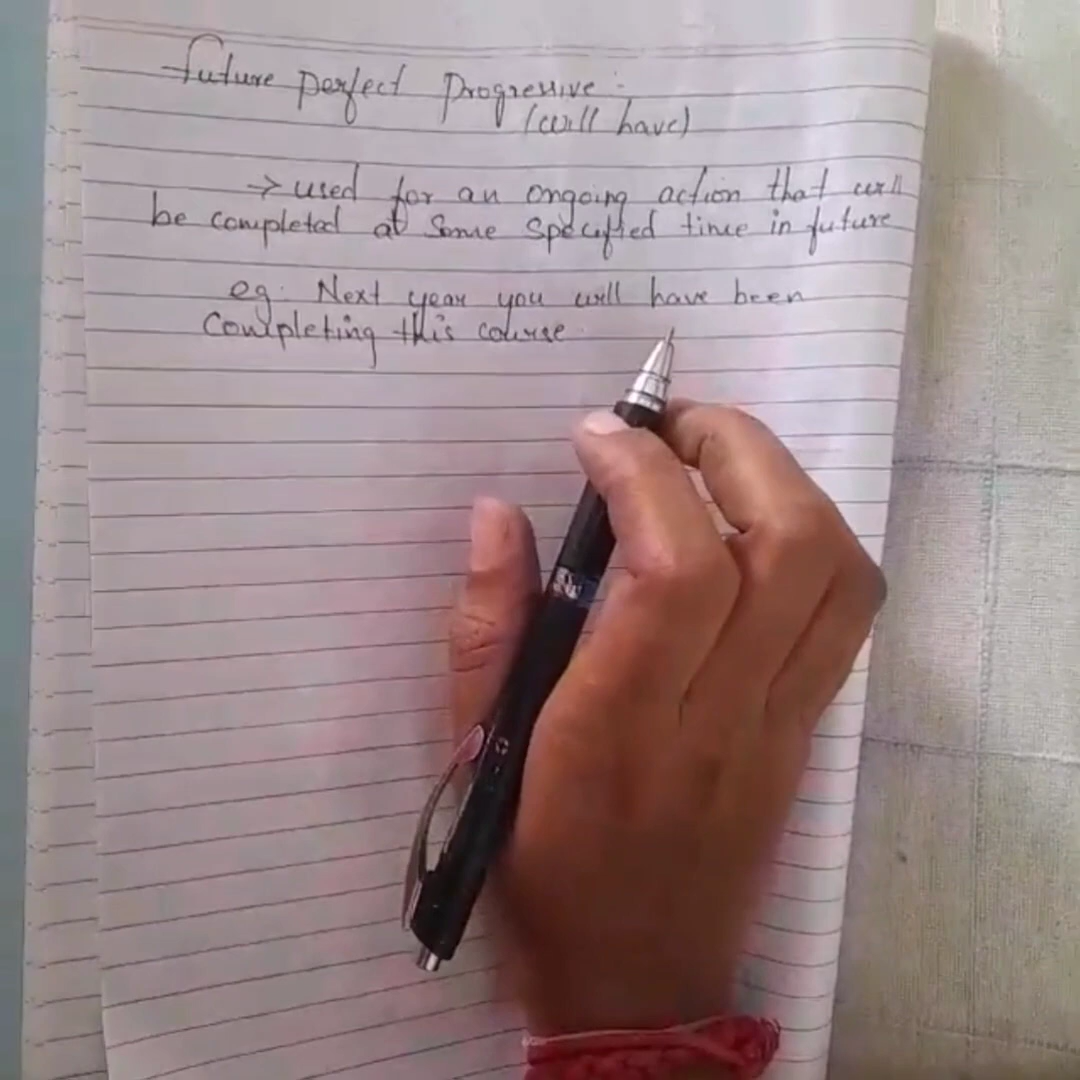 future perfect Progressive :-
(will have)
→ used for an ongoing action that will
be completed at some specified time in future
eg. Next year you will have been
Completing this course.